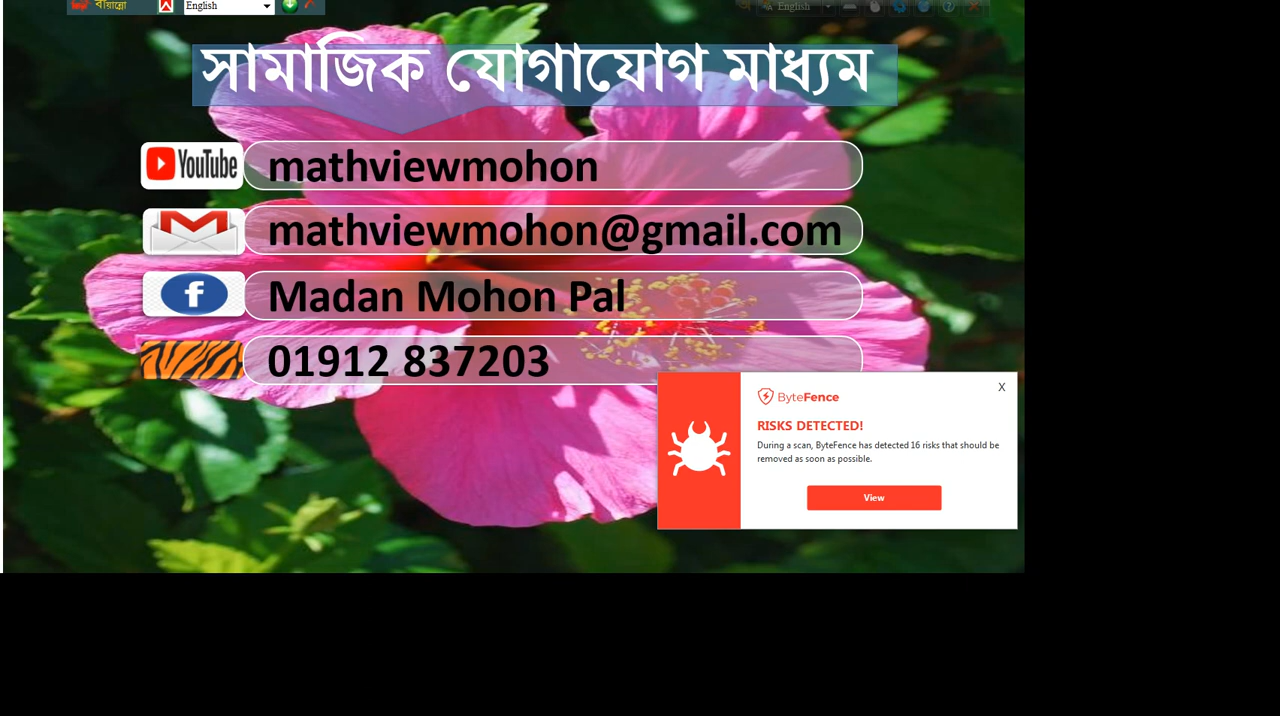 বায়ান্নো
English
English
সামাজিক যোগাযোগ মাধ্যম
YouTube
mathviewmohon
mathviewmohon@gmail.com
f
Madan Mohon Pal
01912 837203
X
ByteFence
RISKS DETECTED!
During a scan, ByteFence has detected 16 risks that should be
removed as soon as possible.
View